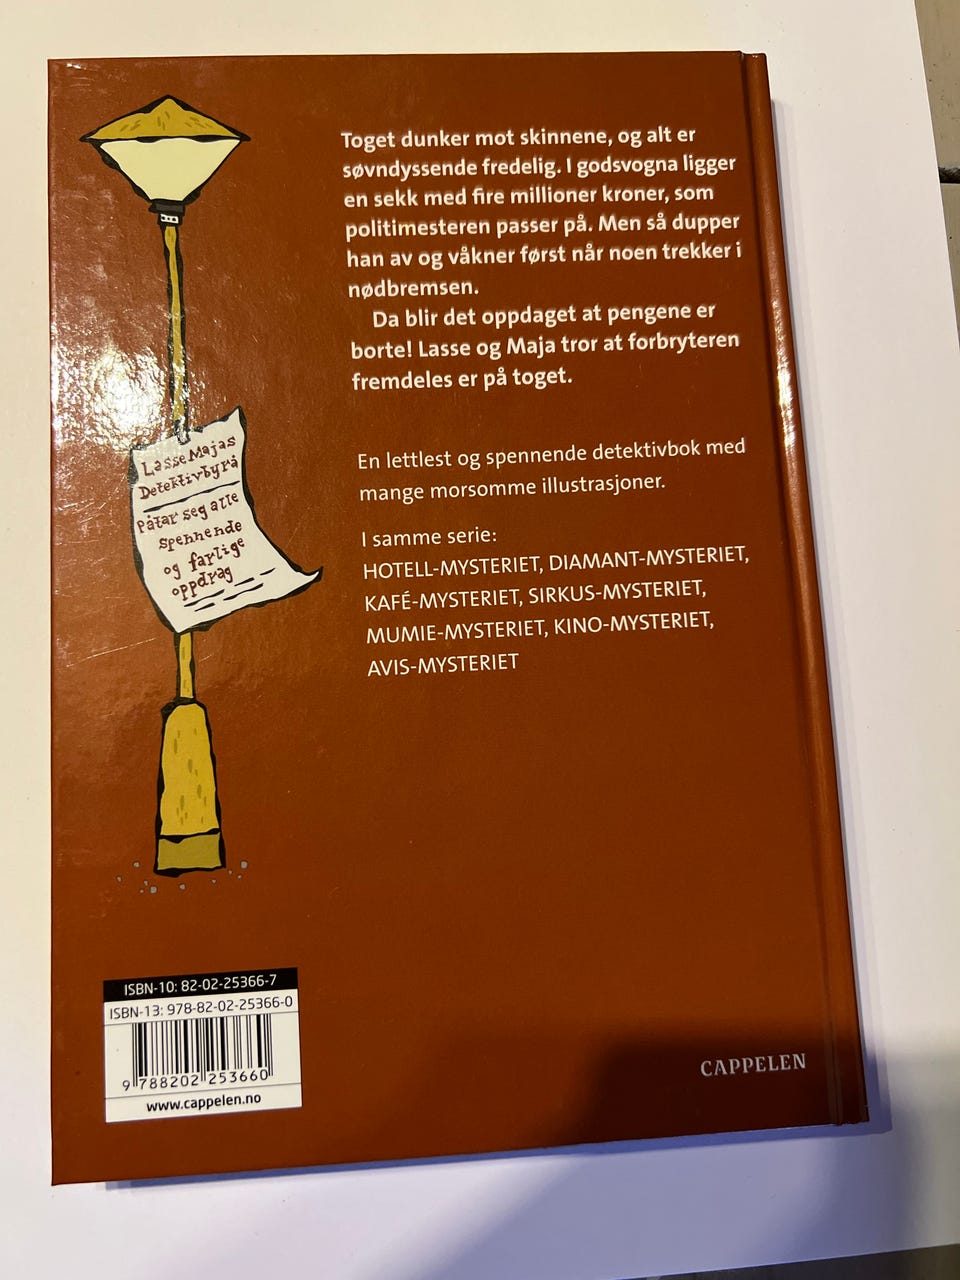 Toget dunker mot skinnene, og alt er
søvndyssende fredelig. I godsvogna ligger
en sekk med fire millioner kroner, som
politimesteren passer på. Men så dupper
han av og våkner først når noen trekker i
nødbremsen.
Da blir det oppdaget at pengene er
borte! Lasse og Maja tror at forbryteren
fremdeles er på toget.
LasseMajas
Detektivbyrå
Påtar seg alle
spennende
og farlige
oppdrag
En lettlest og spennende detektivbok med
mange morsomme illustrasjoner.
I samme serie:
HOTELL-MYSTERIET, DIAMANT-MYSTERIET,
KAFÉ-MYSTERIET, SIRKUS-MYSTERIET,
MUMIE-MYSTERIET, KINO-MYSTERIET,
AVIS-MYSTERIET
ISBN-10: 82-02-25366-7
ISBN-13: 978-82-02-25366-0
9 788202 253660
www.cappelen.no
CAPPELEN